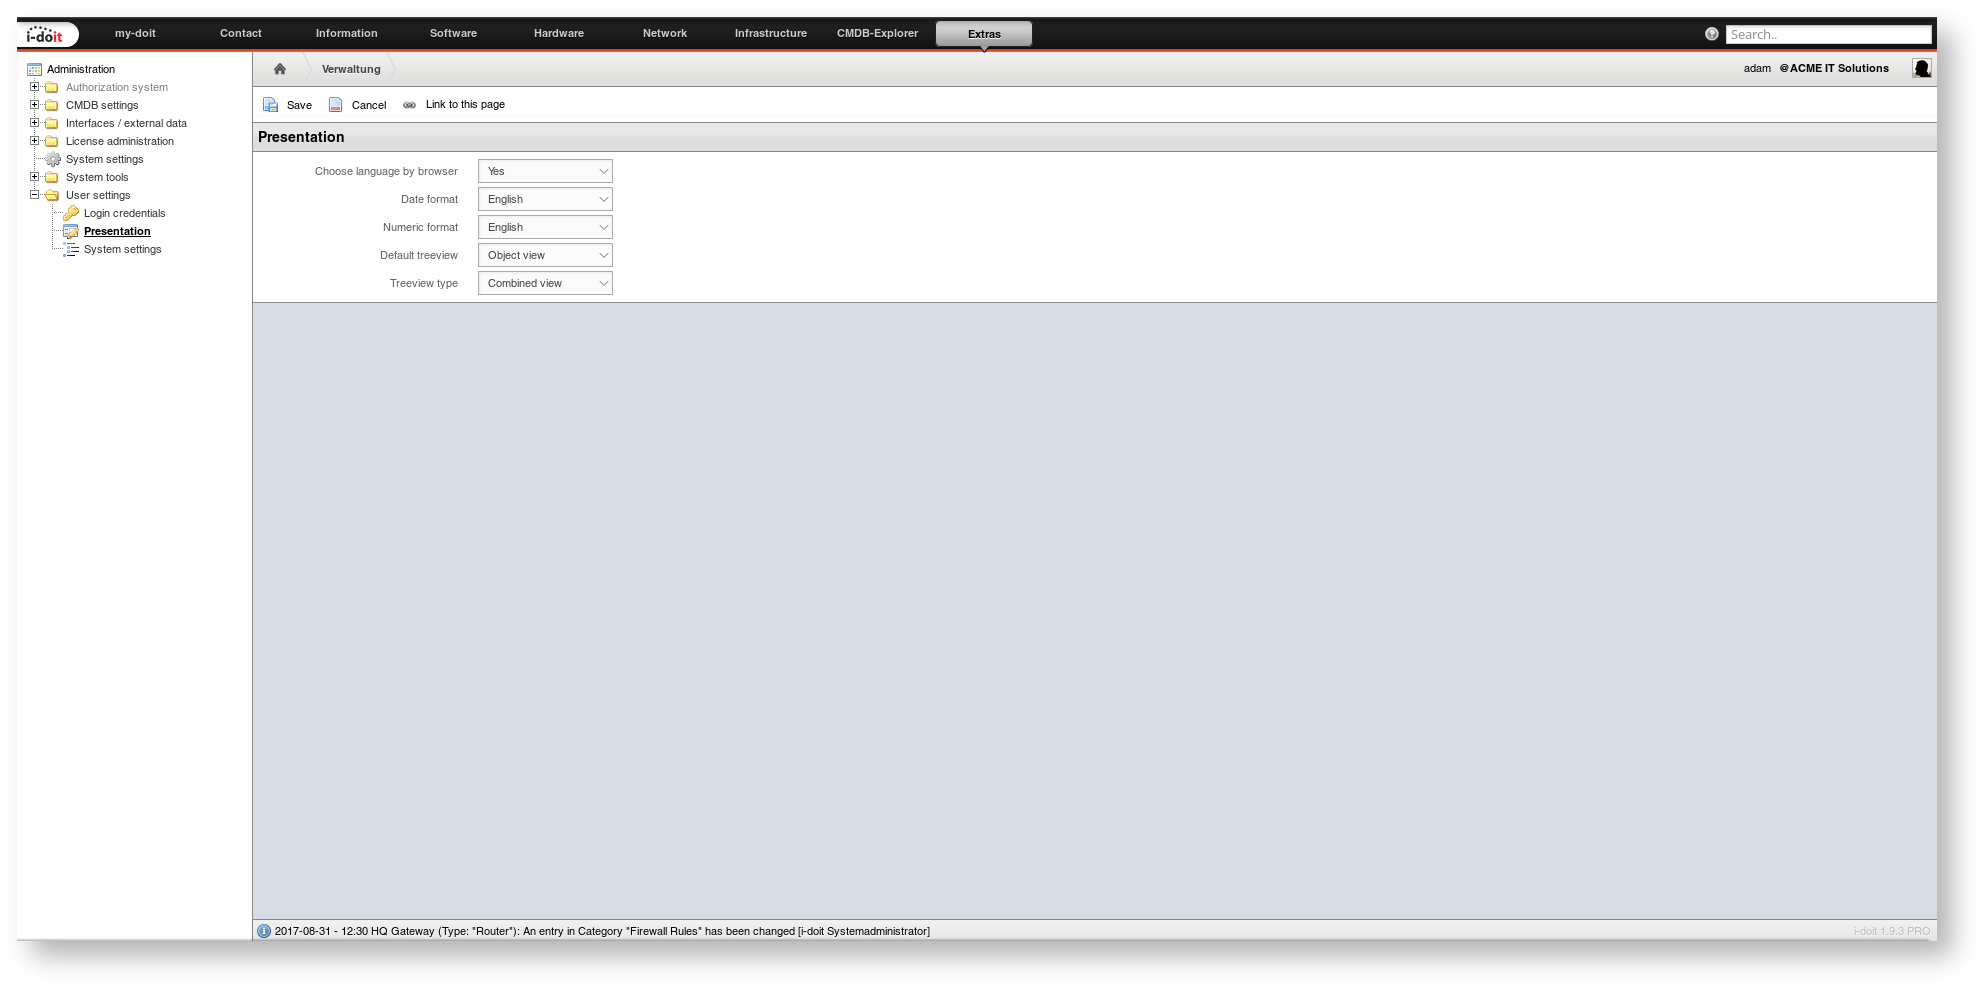 i-doit my-doit Contact Information Software Hardware Network Infrastructure CMDB-Explorer Extras ? Search..
Verwaltung adam @ACME IT Solutions
Administration
Authorization system
CMDB settings
Interfaces / external data
License administration
System settings
System tools
User settings
Login credentials
Presentation
System settings
Save Cancel Link to this page
Presentation
Choose language by browser Yes
Date format English
Numeric format English
Default treeview Object view
Treeview type Combined view
2017-08-31 - 12:30 HQ Gateway (Type: "Router"): An entry in Category "Firewall Rules" has been changed [i-doit Systemadministrator] i-doit 1.9.3 PRO